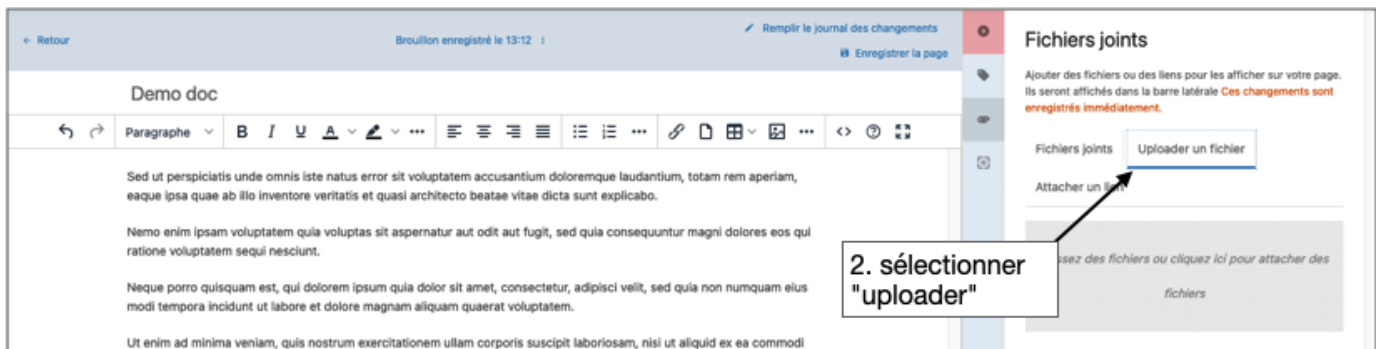 ← Retour
Brouillon enregistré le 13:12
Remplir le journal des changements
Enregistrer la page
Demo doc
Paragraphe B I U A
Sed ut perspiciatis unde omnis iste natus error sit voluptatem accusantium doloremque laudantium, totam rem aperiam,
eaque ipsa quae ab illo inventore veritatis et quasi architecto beatae vitae dicta sunt explicabo.
Nemo enim ipsam voluptatem quia voluptas sit aspernatur aut odit aut fugit, sed quia consequuntur magni dolores eos qui
ratione voluptatem sequi nesciunt.
Neque porro quisquam est, qui dolorem ipsum quia dolor sit amet, consectetur, adipisci velit, sed quia non numquam eius
modi tempora incidunt ut labore et dolore magnam aliquam quaerat voluptatem.
Ut enim ad minima veniam, quis nostrum exercitationem ullam corporis suscipit laboriosam, nisi ut aliquid ex ea commodi
Fichiers joints
Ajouter des fichiers ou des liens pour les afficher sur votre page.
Ils seront affichés dans la barre latérale Ces changements sont
enregistrés immédiatement.
Fichiers joints Uploader un fichier
Attacher un lien
des fichiers ou cliquez ici pour attacher des
fichiers
2. sélectionner
"uploader"